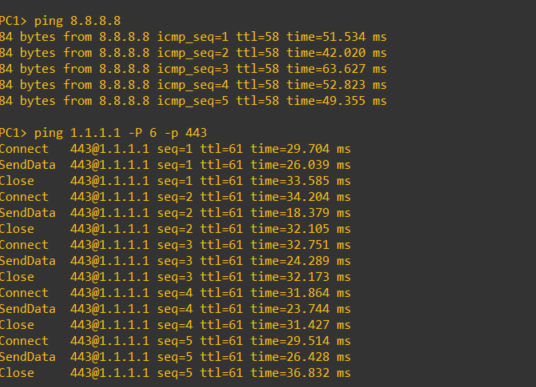 PC1> ping 8.8.8.8
84 bytes from 8.8.8.8 icmp_seq=1 ttl=58 time=51.534 ms
84 bytes from 8.8.8.8 icmp_seq=2 ttl=58 time=42.020 ms
84 bytes from 8.8.8.8 icmp_seq=3 ttl=58 time=63.627 ms
84 bytes from 8.8.8.8 icmp_seq=4 ttl=58 time=52.823 ms
84 bytes from 8.8.8.8 icmp_seq=5 ttl=58 time=49.355 ms
PC1> ping 1.1.1.1 -P 6 -p 443
Connect 443@1.1.1.1 seq=1 ttl=61 time=29.704 ms
SendData 443@1.1.1.1 seq=1 ttl=61 time=26.039 ms
Close 443@1.1.1.1 seq=1 ttl=61 time=33.585 ms
Connect 443@1.1.1.1 seq=2 ttl=61 time=34.204 ms
SendData 443@1.1.1.1 seq=2 ttl=61 time=18.379 ms
Close 443@1.1.1.1 seq=2 ttl=61 time=32.105 ms
Connect 443@1.1.1.1 seq=3 ttl=61 time=32.751 ms
SendData 443@1.1.1.1 seq=3 ttl=61 time=24.289 ms
Close 443@1.1.1.1 seq=3 ttl=61 time=32.173 ms
Connect 443@1.1.1.1 seq=4 ttl=61 time=31.864 ms
SendData 443@1.1.1.1 seq=4 ttl=61 time=23.744 ms
Close 443@1.1.1.1 seq=4 ttl=61 time=31.427 ms
Connect 443@1.1.1.1 seq=5 ttl=61 time=29.514 ms
SendData 443@1.1.1.1 seq=5 ttl=61 time=26.428 ms
Close 443@1.1.1.1 seq=5 ttl=61 time=36.832 ms